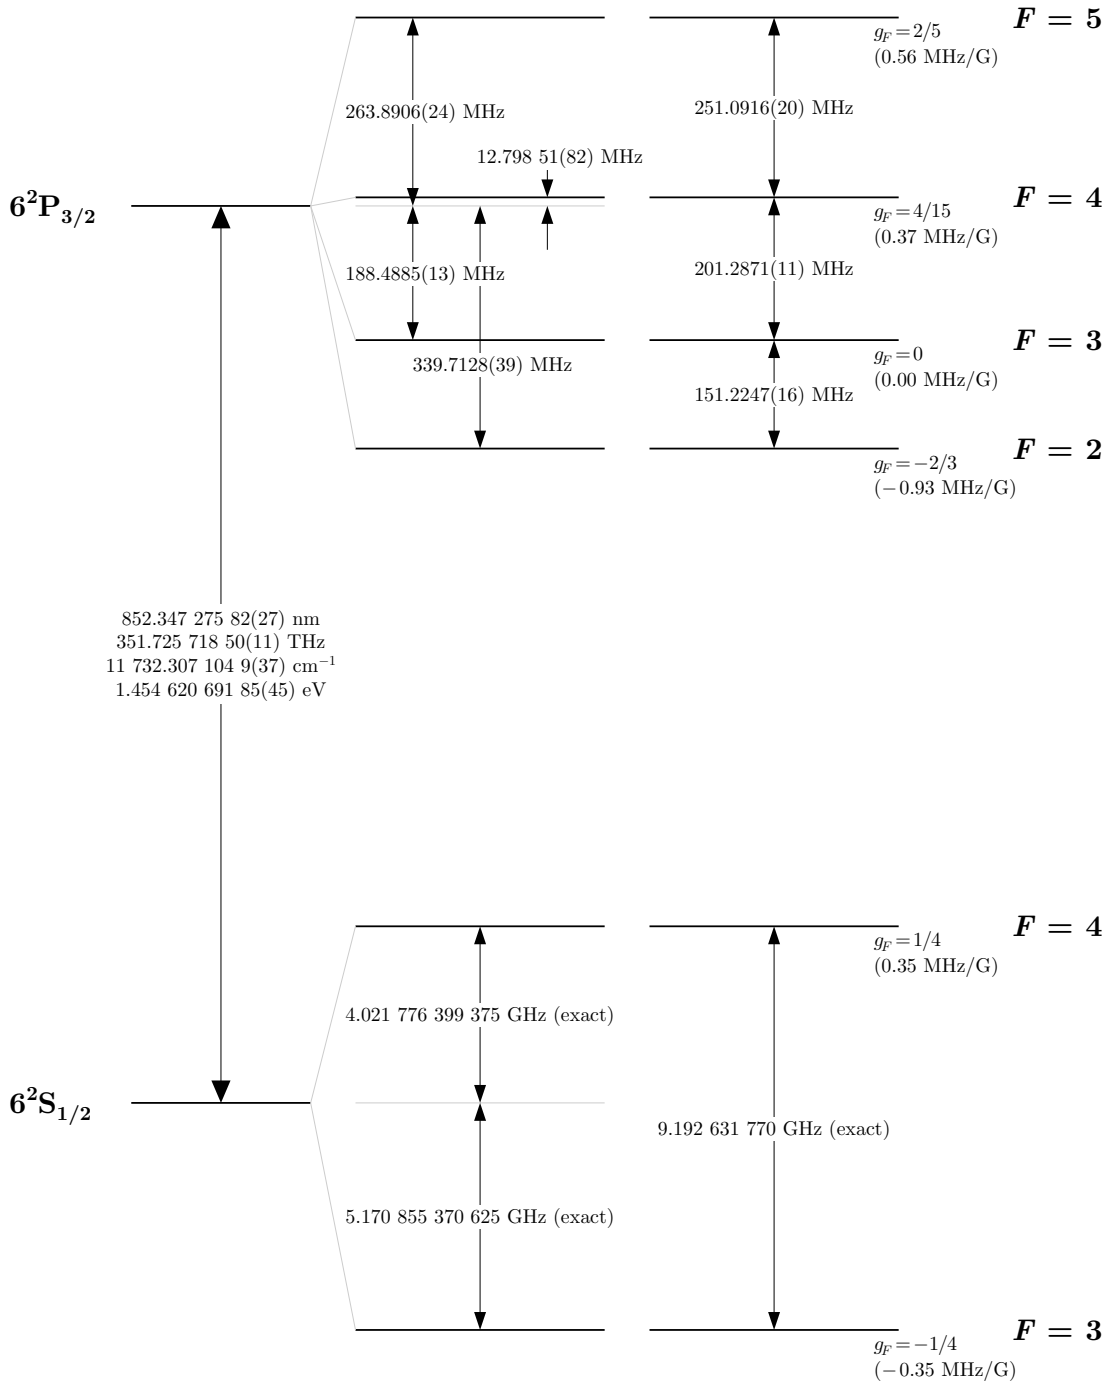 F = 5
g_F = 2/5
(0.56 MHz/G)
263.8906(24) MHz
251.0916(20) MHz
12.798 51(82) MHz
6²P₃/₂
F = 4
g_F = 4/15
(0.37 MHz/G)
188.4885(13) MHz
201.2871(11) MHz
F = 3
g_F = 0
(0.00 MHz/G)
339.7128(39) MHz
151.2247(16) MHz
F = 2
g_F = −2/3
(−0.93 MHz/G)
852.347 275 82(27) nm
351.725 718 50(11) THz
11 732.307 104 9(37) cm⁻¹
1.454 620 691 85(45) eV
F = 4
g_F = 1/4
(0.35 MHz/G)
4.021 776 399 375 GHz (exact)
6²S₁/₂
9.192 631 770 GHz (exact)
5.170 855 370 625 GHz (exact)
F = 3
g_F = −1/4
(−0.35 MHz/G)